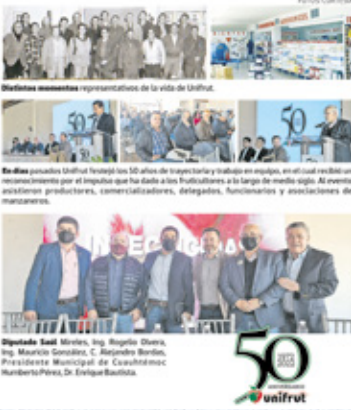 Distintos momentos representativos de la vida de Unifrut.
50
50
En días pasados Unifrut festejó los 50 años de trayectoria y trabajo en equipo, en el cual recibió un
reconocimiento por el impulso que ha dado a los fruticultores a lo largo de medio siglo. Al evento
asistieron productores, comercializadores, delegados, funcionarios y asociaciones de
manzaneros.
Diputado Saúl Mireles, Ing. Rogelio Olvera,
Ing. Mauricio González, C. Alejandro Bordas,
Presidente Municipal de Cuauhtémoc
Humberto Pérez, Dr. Enrique Bautista.
50
ANIVERSARIO
unifrut